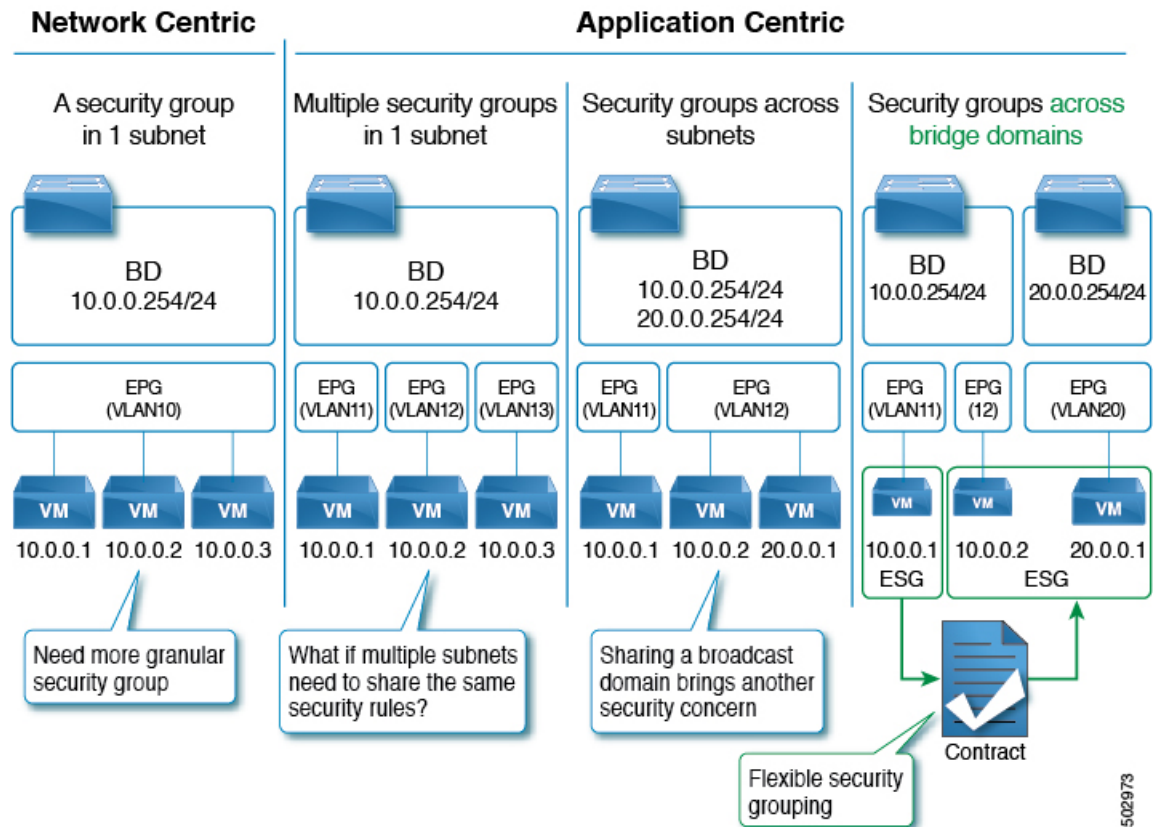 Network Centric
Application Centric
A security group
in 1 subnet
BD
10.0.0.254/24
EPG
(VLAN10)
VM
VM
VM
10.0.0.1
10.0.0.2
10.0.0.3
Need more granular
security group
Multiple security groups
in 1 subnet
BD
10.0.0.254/24
EPG
(VLAN11)
EPG
(VLAN12)
EPG
(VLAN13)
VM
VM
VM
10.0.0.1
10.0.0.2
10.0.0.3
What if multiple subnets
need to share the same
security rules?
Security groups across
subnets
BD
10.0.0.254/24
20.0.0.254/24
EPG
(VLAN11)
EPG
(VLAN12)
VM
VM
VM
10.0.0.1
10.0.0.2
20.0.0.1
Sharing a broadcast
domain brings another
security concern
Security groups across
bridge domains
BD
10.0.0.254/24
BD
20.0.0.254/24
EPG
(VLAN11)
EPG
(12)
EPG
(VLAN20)
VM
VM
VM
10.0.0.1
10.0.0.2
20.0.0.1
ESG
ESG
Contract
Flexible security
grouping
502973